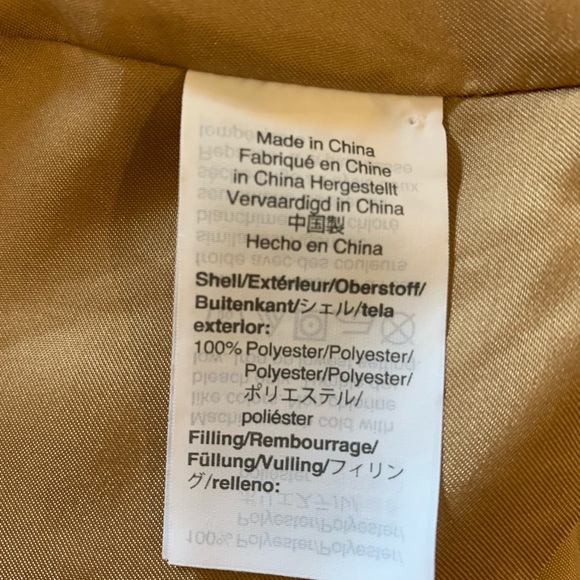 Made in China
Fabriqué en Chine
in China Hergestellt
Vervaardigd in China
中国製
Hecho en China
Shell/Extérieur/Oberstoff/
Buitenkant/シェル/tela
exterior:
100% Polyester/Polyester/
Polyester/Polyester/
ポリエステル/
poliéster
Filling/Rembourrage/
Füllung/Vulling/フィリン
グ/relleno: